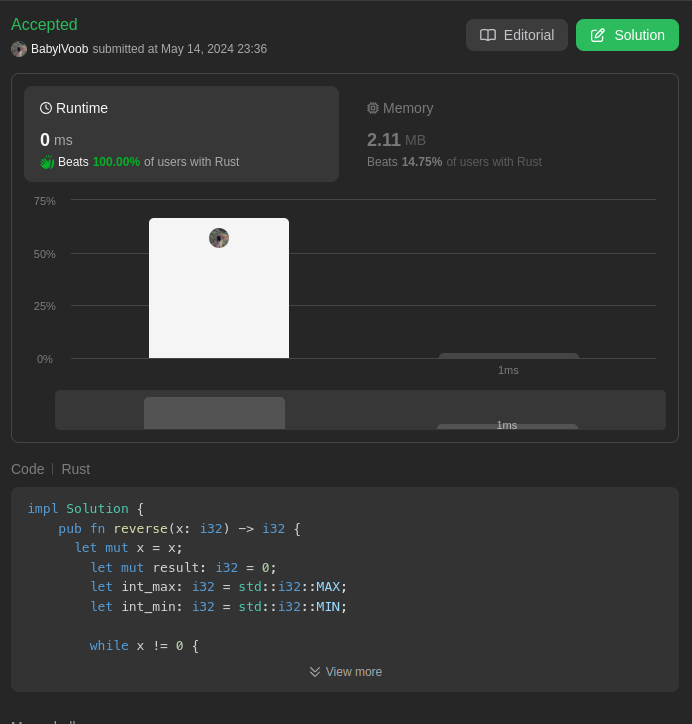 Accepted
BabylVoob submitted at May 14, 2024 23:36
Editorial
Solution
Runtime
0 ms
Beats 100.00% of users with Rust
Memory
2.11 MB
Beats 14.75% of users with Rust
75%
50%
25%
0%
1ms
1ms
Code | Rust
impl Solution {
    pub fn reverse(x: i32) -> i32 {
      let mut x = x;
        let mut result: i32 = 0;
        let int_max: i32 = std::i32::MAX;
        let int_min: i32 = std::i32::MIN;
        while x != 0 {
View more